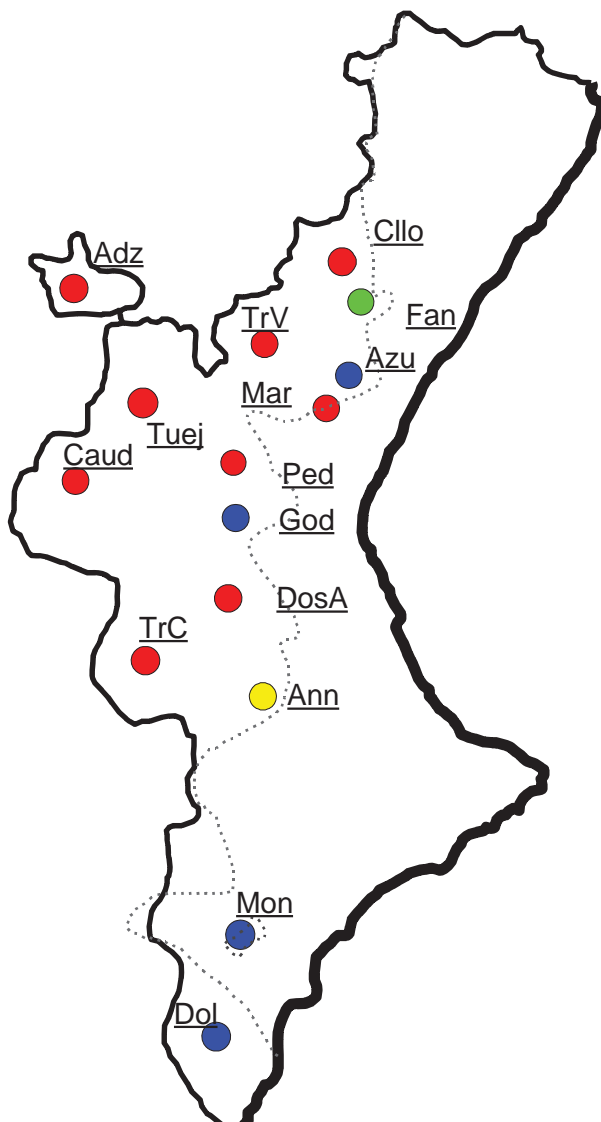 Cllo
Adz
Fan
TrV
Azu
Mar
Tuej
Caud
Ped
God
DosA
TrC
Ann
Mon
Dol